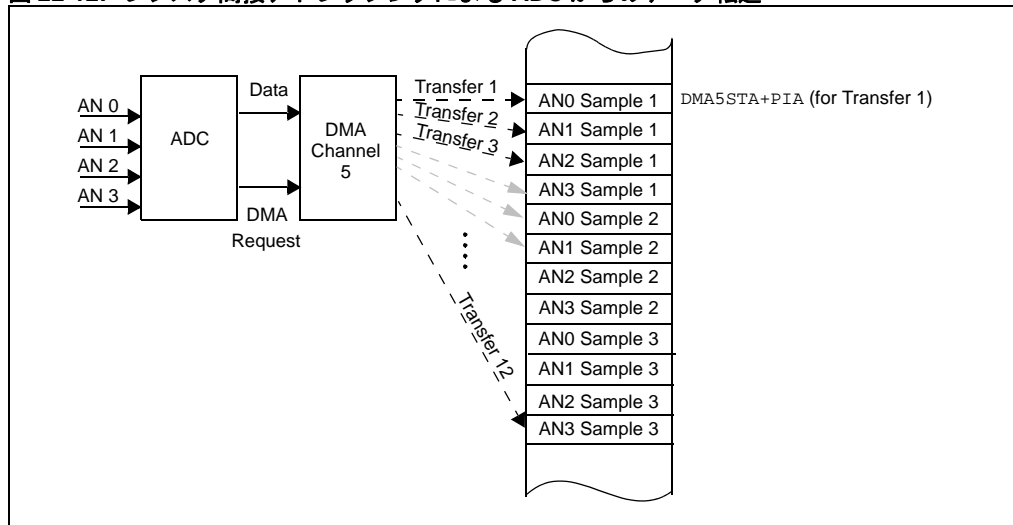 AN 0
AN 1
AN 2
AN 3
ADC
Data
DMA
Request
DMA
Channel
5
Transfer 1
Transfer 2
Transfer 3
Transfer 12
AN0 Sample 1
DMA5STA+PIA (for Transfer 1)
AN1 Sample 1
AN2 Sample 1
AN3 Sample 1
AN0 Sample 2
AN1 Sample 2
AN2 Sample 2
AN3 Sample 2
AN0 Sample 3
AN1 Sample 3
AN2 Sample 3
AN3 Sample 3